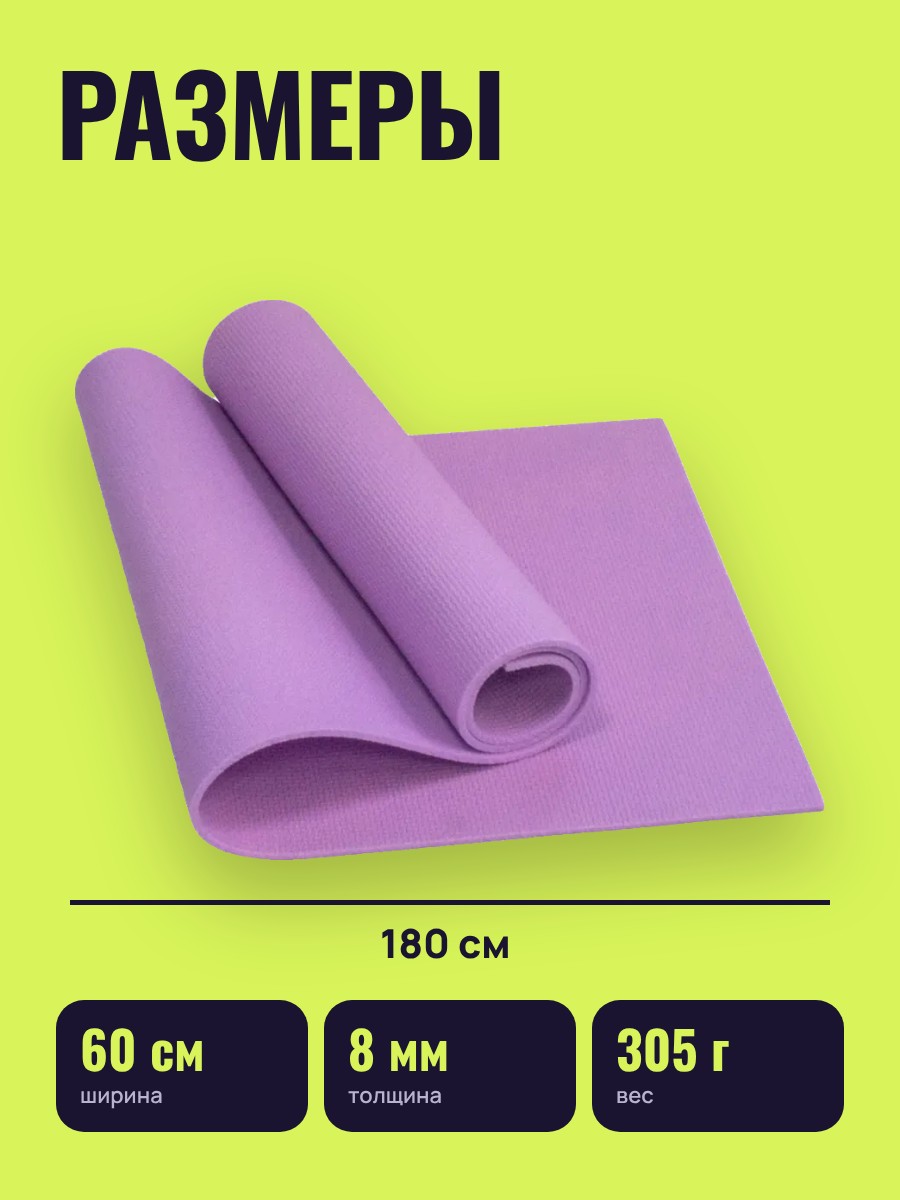 РАЗМЕРЫ
180 см
60 см
ширина
8 мм
толщина
305 г
вес